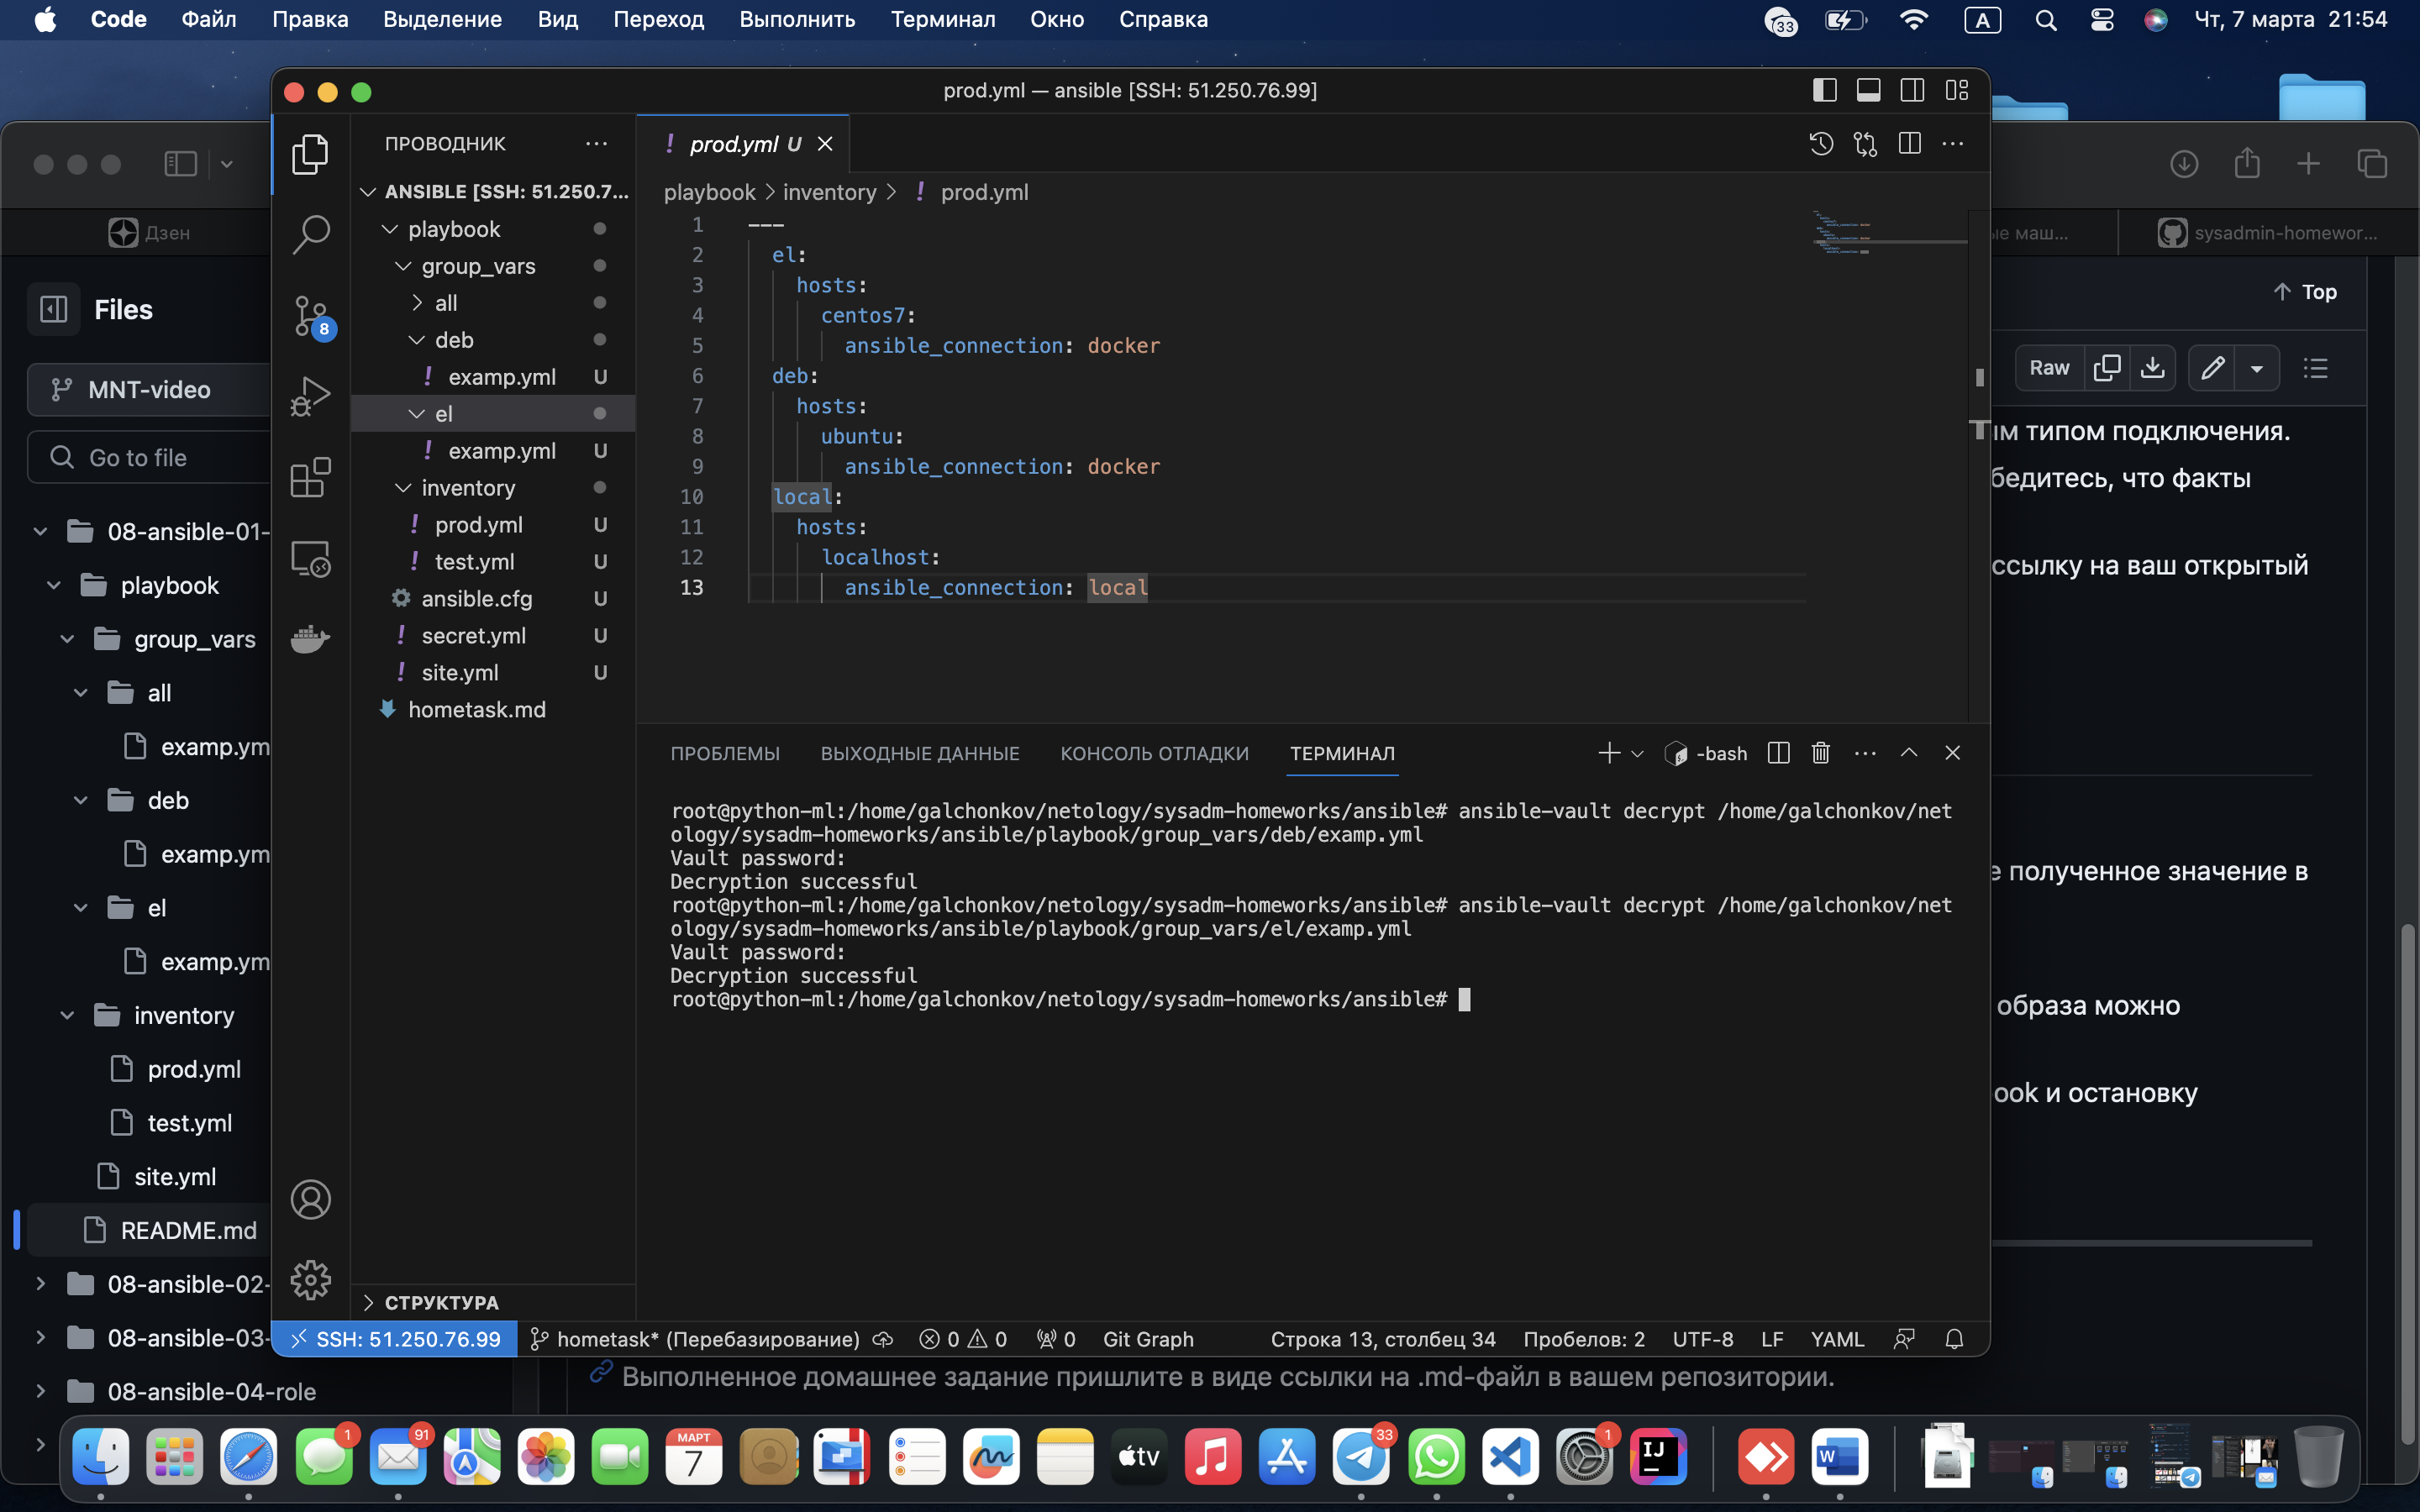 Code Файл Правка Выделение Вид Переход Выполнить Терминал Окно Справка
33
A
Чт, 7 марта 21:54
prod.yml — ansible [SSH: 51.250.76.99]
ПРОВОДНИК
ANSIBLE [SSH: 51.250.7...
playbook
group_vars
all
deb
! examp.yml U
el
! examp.yml U
inventory
! prod.yml U
! test.yml U
ansible.cfg U
! secret.yml U
! site.yml U
hometask.md
СТРУКТУРА
8
! prod.yml U
playbook > inventory > ! prod.yml
1 ---
2 el:
3 hosts:
4 centos7:
5 ansible_connection: docker
6 deb:
7 hosts:
8 ubuntu:
9 ansible_connection: docker
10 local:
11 hosts:
12 localhost:
13 ansible_connection: local
ПРОБЛЕМЫ ВЫХОДНЫЕ ДАННЫЕ КОНСОЛЬ ОТЛАДКИ ТЕРМИНАЛ
-bash
root@python-ml:/home/galchonkov/netology/sysadm-homeworks/ansible# ansible-vault decrypt /home/galchonkov/net
ology/sysadm-homeworks/ansible/playbook/group_vars/deb/examp.yml
Vault password:
Decryption successful
root@python-ml:/home/galchonkov/netology/sysadm-homeworks/ansible# ansible-vault decrypt /home/galchonkov/net
ology/sysadm-homeworks/ansible/playbook/group_vars/el/examp.yml
Vault password:
Decryption successful
root@python-ml:/home/galchonkov/netology/sysadm-homeworks/ansible#
SSH: 51.250.76.99 hometask* (Перебазирование) 0 0 0 Git Graph Строка 13, столбец 34 Пробелов: 2 UTF-8 LF YAML
Дзен
Files
MNT-video
Go to file
08-ansible-01-
playbook
group_vars
all
examp.ym
deb
examp.ym
el
examp.ym
inventory
prod.yml
test.yml
site.yml
README.md
08-ansible-02-
08-ansible-03-
08-ansible-04-role
ые маш...
sysadmin-homewor...
Top
Raw
ым типом подключения.
бедитесь, что факты
ссылку на ваш открытый
е полученное значение в
образа можно
ook и остановку
Выполненное домашнее задание пришлите в виде ссылки на .md-файл в вашем репозитории.
1
91
МАРТ
7
tv
33
1
IJ
W